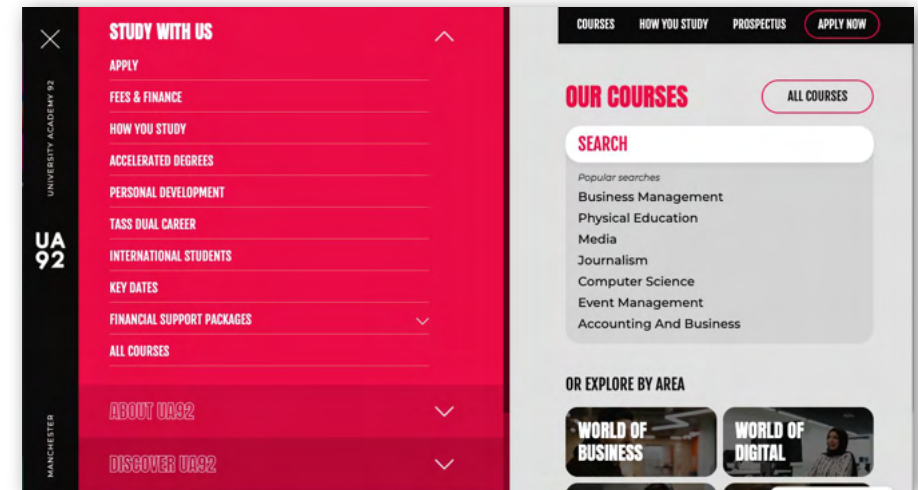 UNIVERSITY ACADEMY 92
UA
92
MANCHESTER
STUDY WITH US
APPLY
FEES & FINANCE
HOW YOU STUDY
ACCELERATED DEGREES
PERSONAL DEVELOPMENT
TASS DUAL CAREER
INTERNATIONAL STUDENTS
KEY DATES
FINANCIAL SUPPORT PACKAGES
ALL COURSES
ABOUT UA92
DISCOVER UA92
COURSES HOW YOU STUDY PROSPECTUS APPLY NOW
OUR COURSES
ALL COURSES
SEARCH
Popular searches
Business Management
Physical Education
Media
Journalism
Computer Science
Event Management
Accounting And Business
OR EXPLORE BY AREA
WORLD OF
BUSINESS
WORLD OF
DIGITAL